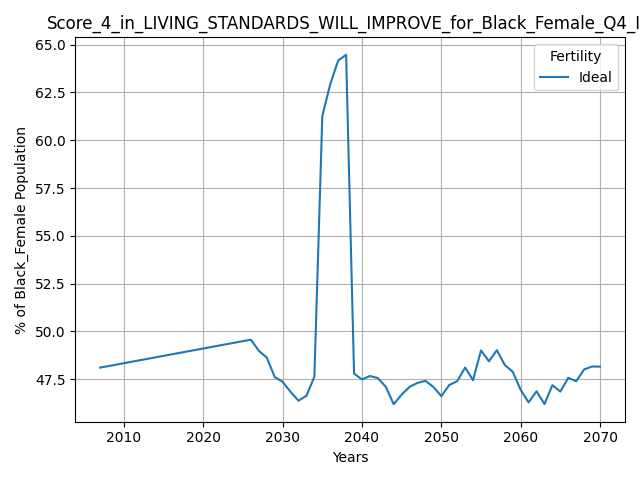 Score_4_in_LIVING_STANDARDS_WILL_IMPROVE_for_Black_Female_Q4_I
Fertility
Ideal
% of Black_Female Population
65.0
62.5
60.0
57.5
55.0
52.5
50.0
47.5
2010 2020 2030 2040 2050 2060 2070
Years